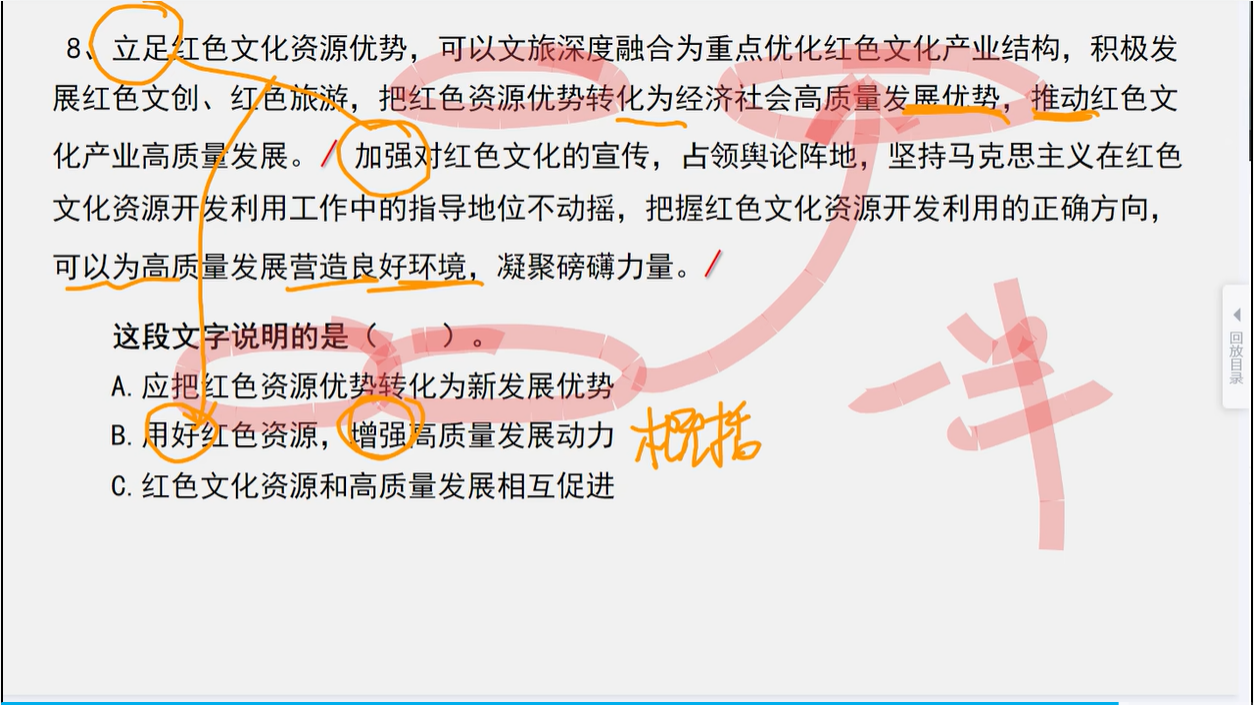 8、立足红色文化资源优势，可以文旅深度融合为重点优化红色文化产业结构，积极发
展红色文创、红色旅游，把红色资源优势转化为经济社会高质量发展优势，推动红色文
化产业高质量发展。/加强对红色文化的宣传，占领舆论阵地，坚持马克思主义在红色
文化资源开发利用工作中的指导地位不动摇，把握红色文化资源开发利用的正确方向，
可以为高质量发展营造良好环境，凝聚磅礴力量。/
这段文字说明的是（　　）。
A. 应把红色资源优势转化为新发展优势
B. 用好红色资源，增强高质量发展动力
概括
C. 红色文化资源和高质量发展相互促进
一半
回放目录